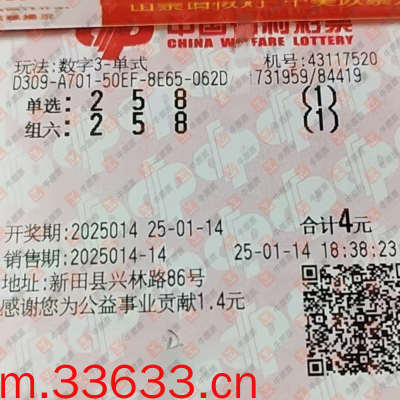 中国福利彩票
CHINA WELFARE LOTTERY
玩法:数字3-单式 机号:43117520
D309-A701-50EF-8E65-062D 731959/84419
单选: 2 5 8 (1)
组六: 2 5 8 (1)
开奖期:2025014 25-01-14 合计4元
销售期:2025014-14 25-01-14 18:38:23
地址:新田县兴林路86号
感谢您为公益事业贡献1.4元
2
m.33633.cn